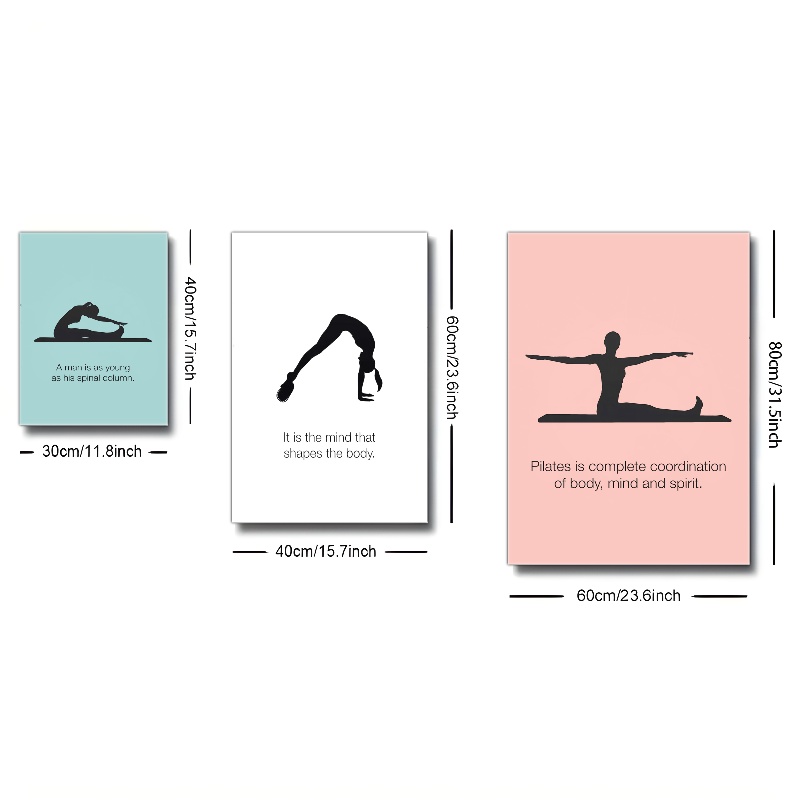 A man is as young
as his spinal column.
40cm/15.7inch
30cm/11.8inch
It is the mind that
shapes the body.
60cm/23.6inch
40cm/15.7inch
Pilates is complete coordination
of body, mind and spirit.
80cm/31.5inch
60cm/23.6inch